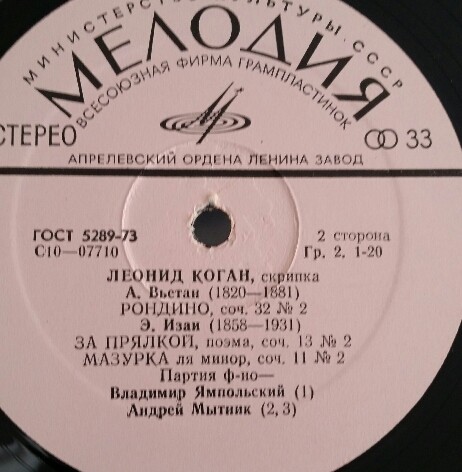 МИНИСТЕРСТВО КУЛЬТУРЫ. СССР
МЕЛОДИЯ
ВСЕСОЮЗНАЯ ФИРМА ГРАМПЛАСТИНОК
СТЕРЕО 33
АПРЕЛЕВСКИЙ ОРДЕНА ЛЕНИНА ЗАВОД
ГОСТ 5289-73 2 сторона
С10—07710 Гр. 2. 1-20
ЛЕОНИД КОГАН, скрипка
А. Вьетан (1820—1881)
РОНДИНО, соч. 32 № 2
Э. Изаи (1858—1931)
ЗА ПРЯЛКОЙ, поэма, соч. 13 № 2
МАЗУРКА ля минор, соч. 11 № 2
Партия ф-но—
Владимир Ямпольский (1)
Андрей Мытник (2, 3)